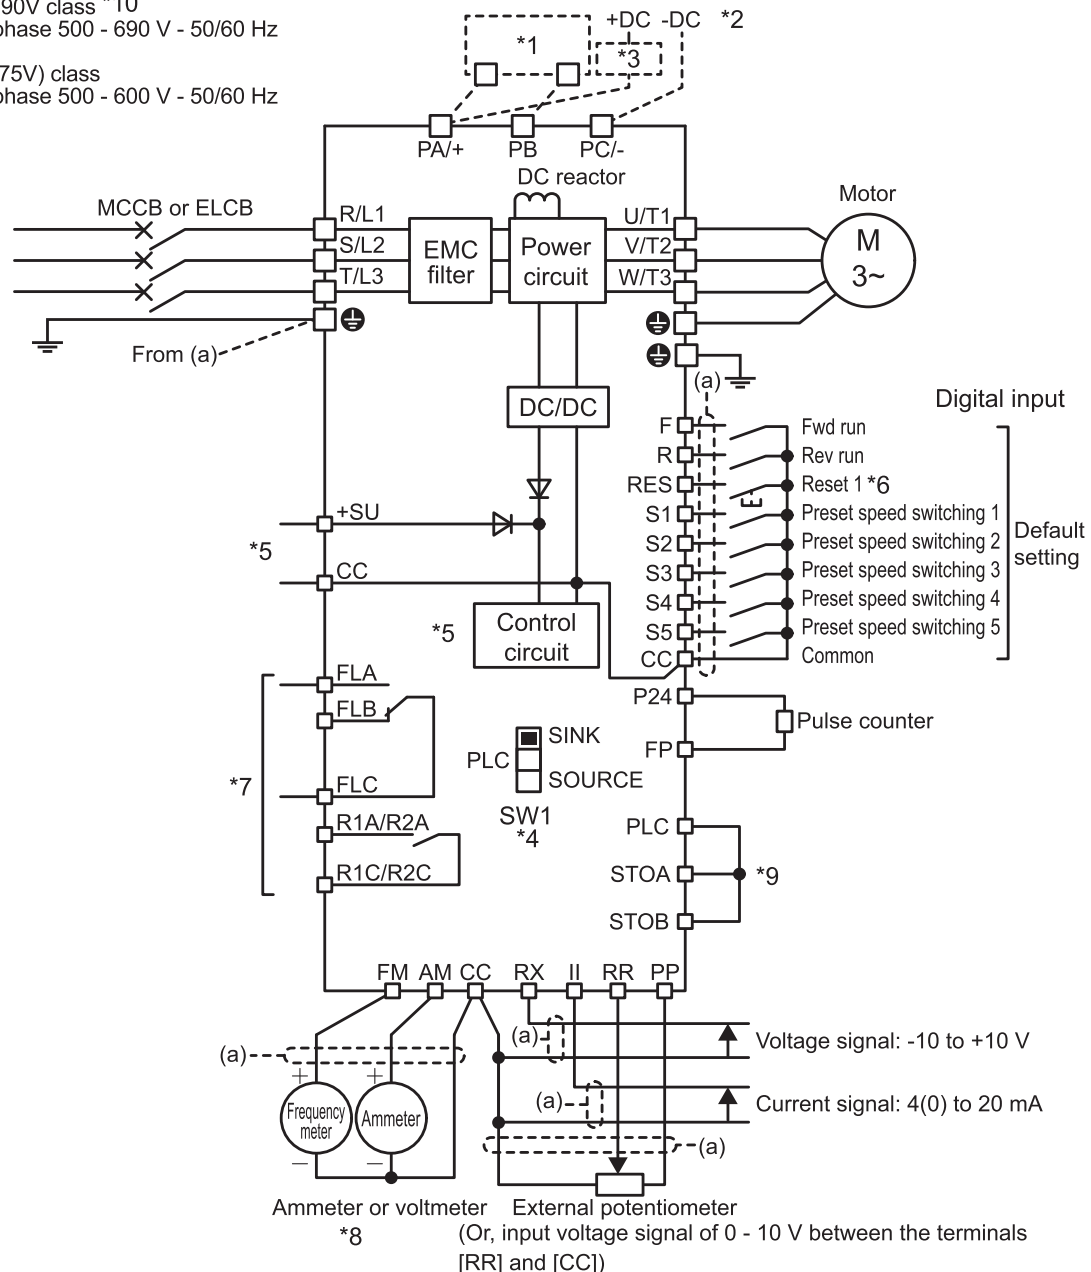 90V class *10
phase 500 - 690 V - 50/60 Hz
75V) class
phase 500 - 600 V - 50/60 Hz
*1
+DC -DC *2
*3
PA/+ PB PC/-
DC reactor
MCCB or ELCB
R/L1
S/L2
T/L3
EMC
filter
Power
circuit
U/T1
V/T2
W/T3
Motor
M
3~
From (a)
(a)
DC/DC
Digital input
F
Fwd run
R
Rev run
RES
Reset 1 *6
S1
Preset speed switching 1
S2
Preset speed switching 2
S3
Preset speed switching 3
S4
Preset speed switching 4
S5
Preset speed switching 5
CC
Common
Default
setting
+SU
*5
CC
*5
Control
circuit
FLA
FLB
FLC
*7
R1A/R2A
R1C/R2C
SINK
PLC
SOURCE
SW1
*4
P24
FP
Pulse counter
PLC
STOA
STOB
*9
FM AM CC RX II RR PP
(a)
Voltage signal: -10 to +10 V
(a)
+ +
Frequency
meter
Ammeter
– –
(a)
Current signal: 4(0) to 20 mA
(a)
Ammeter or voltmeter
*8
External potentiometer
(Or, input voltage signal of 0 - 10 V between the terminals
[RR] and [CC])